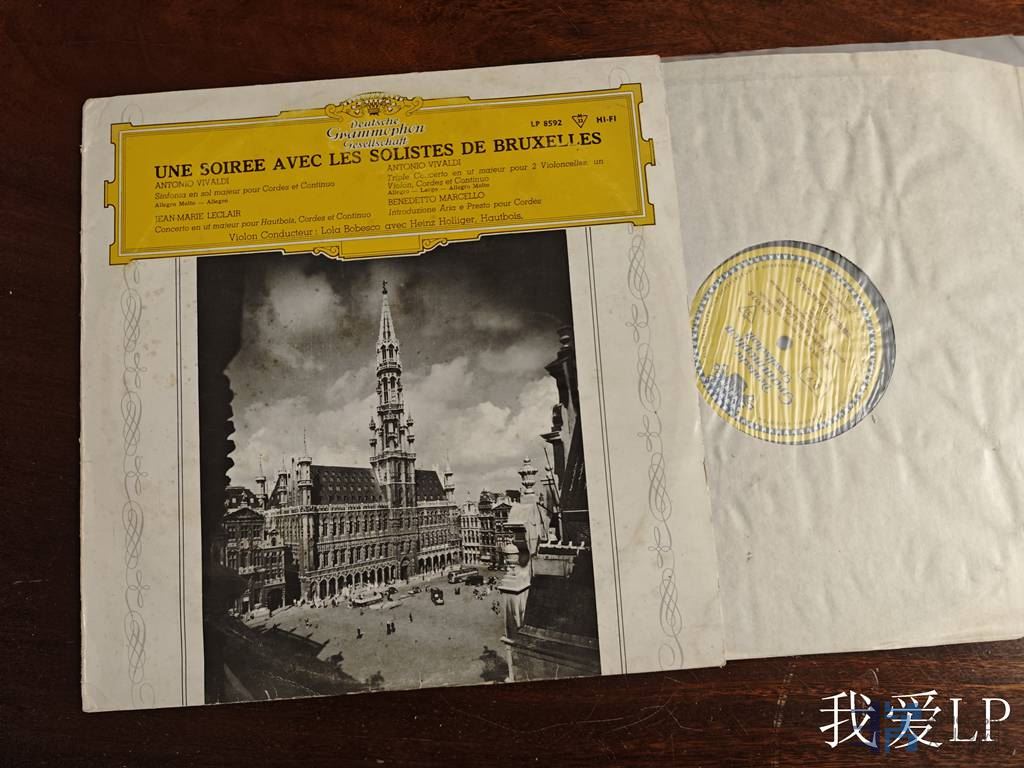 Deutsche
Grammophon
Gesellschaft
LP 8592 33 HI-FI
UNE SOIREE AVEC LES SOLISTES DE BRUXELLES
ANTONIO VIVALDI
Sinfonia en sol majeur pour Cordes et Continuo
Allegro Molto — Allegro
JEAN-MARIE LECLAIR
Concerto en ut majeur pour Hautbois, Cordes et Continuo
ANTONIO VIVALDI
Triple Concerto en ut majeur pour 2 Violoncelles, un
Violon, Cordes et Continuo
Allegro — Largo — Allegro Molto
BENEDETTO MARCELLO
Introduzione Aria e Presto pour Cordes
Violon Conducteur : Lola Bobesco avec Heinz Holliger, Hautbois.
我爱LP